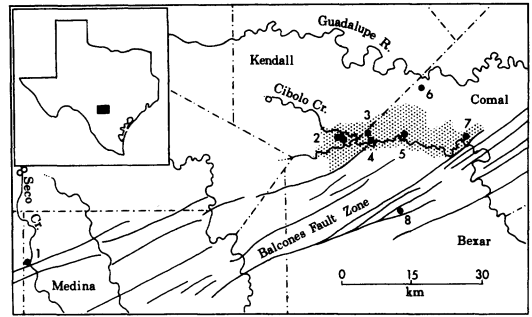 Guadalupe R.
Kendall
Cibolo Cr.
Comal
6
3
7
2
4
5
Seco Cr.
Balcones Fault Zone
8
Bexar
1
Medina
0 15 30
km